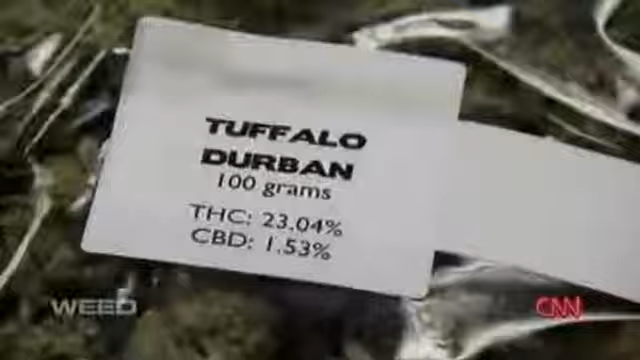 TUFFALO
DURBAN
100 grams
THC: 23.04%
CBD: 1.53%
WEED
CNN